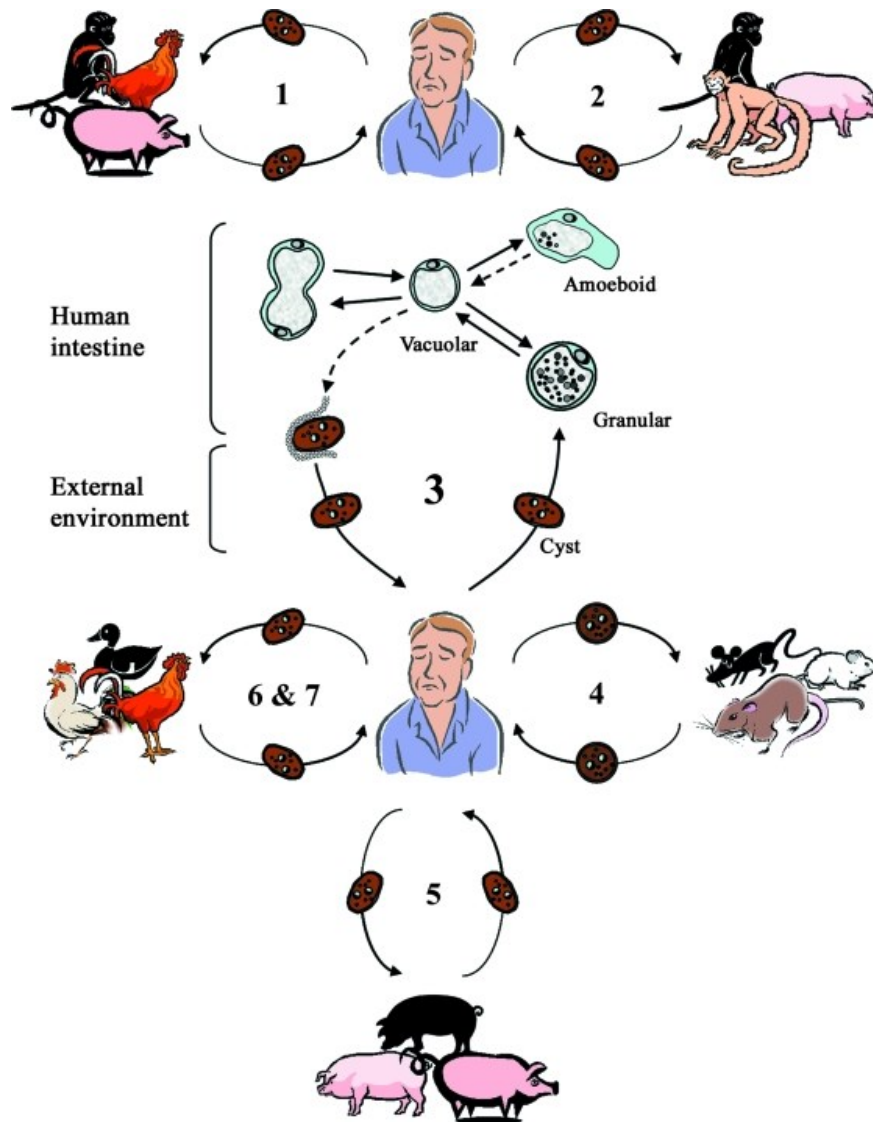 1
2
Amoeboid
Human
intestine
Vacuolar
Granular
External
environment
3
Cyst
6 & 7
4
5